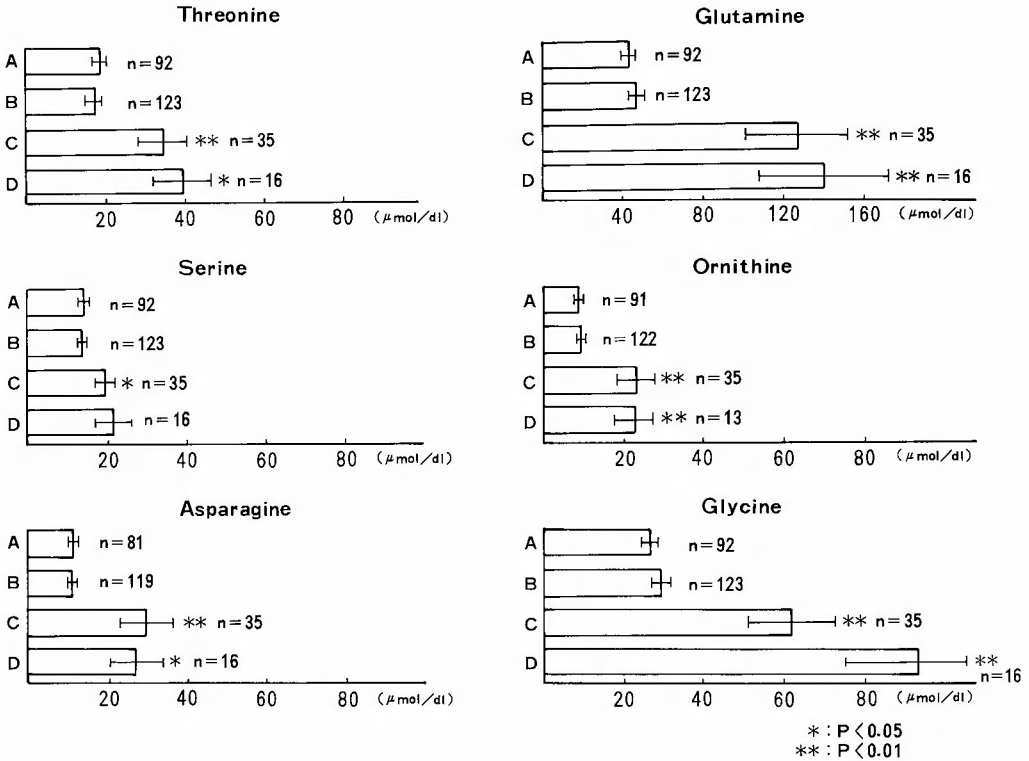 Threonine
A n=92
B n=123
C ** n=35
D * n=16
20 40 60 80 (μmol/dl)
Glutamine
A n=92
B n=123
C ** n=35
D ** n=16
40 80 120 160 (μmol/dl)
Serine
A n=92
B n=123
C * n=35
D n=16
20 40 60 80 (μmol/dl)
Ornithine
A n=91
B n=122
C ** n=35
D ** n=13
20 40 60 80 (μmol/dl)
Asparagine
A n=81
B n=119
C ** n=35
D * n=16
20 40 60 80 (μmol/dl)
Glycine
A n=92
B n=123
C ** n=35
D **
n=16
20 40 60 80 (μmol/dl)
*: P<0.05
**: P<0.01